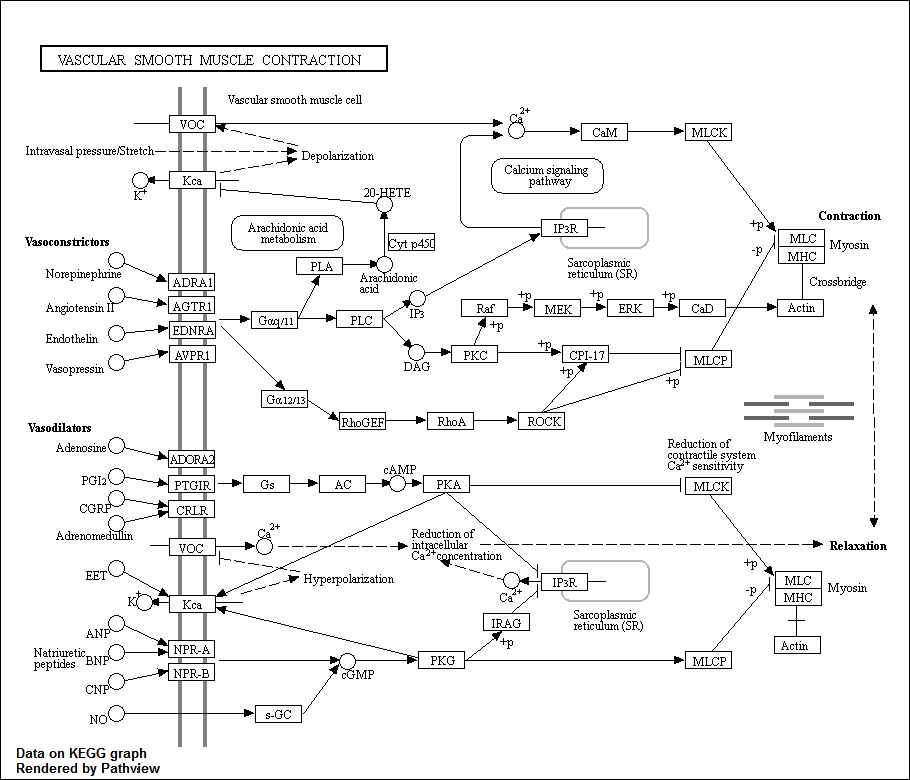 VASCULAR SMOOTH MUSCLE CONTRACTION
Vascular smooth muscle cell
Ca2+
VOC
CaM
MLCK
Intravasal pressure/Stretch
Depolarization
Kca
K+
Calcium signaling
pathway
20-HETE
Arachidonic acid
metabolism
Cyt p450
IP3R
Sarcoplasmic
reticulum (SR)
+p
-p
Contraction
MLC
MHC
Myosin
Crossbridge
Actin
Vasoconstrictors
Norepinephrine
ADRA1
Angiotensin II
AGTR1
Endothelin
EDNRA
Vasopressin
AVPR1
PLA
Arachidonic
acid
Gαq/11
PLC
IP3
DAG
Raf
+p
MEK
+p
ERK
+p
CaD
+p
PKC
+p
CPI-17
MLCP
+p
+p
Gα12/13
RhoGEF
RhoA
ROCK
Myofilaments
Vasodilators
Adenosine
ADORA2
PGI2
PTGIR
CGRP
CRLR
Adrenomedullin
Gs
AC
cAMP
PKA
Reduction of
contractile system
Ca2+ sensitivity
MLCK
VOC
Ca2+
Reduction of
intracellular
Ca2+ concentration
Relaxation
EET
Hyperpolarization
K+
Kca
Ca2+
IP3R
Sarcoplasmic
reticulum (SR)
+p
-p
MLC
MHC
Myosin
Actin
IRAG
+p
ANP
NPR-A
Natriuretic
peptides
BNP
NPR-B
CNP
cGMP
PKG
MLCP
NO
s-GC
Data on KEGG graph
Rendered by Pathview